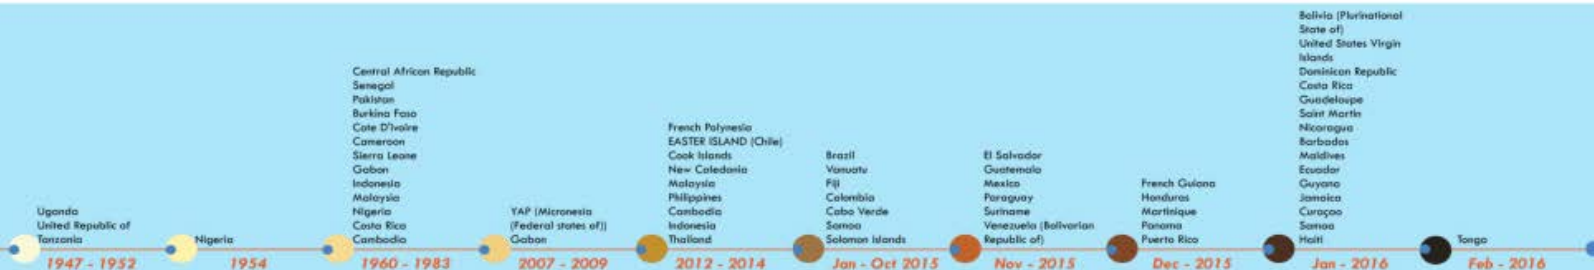 Uganda
United Republic of
Tanzania
1947 - 1952
Nigeria
1954
Central African Republic
Senegal
Pakistan
Burkina Faso
Cote D'Ivoire
Cameroon
Sierra Leone
Gabon
Indonesia
Malaysia
Nigeria
Costa Rica
Cambodia
1960 - 1983
YAP (Micronesia
(Federal states of))
Gabon
2007 - 2009
French Polynesia
EASTER ISLAND (Chile)
Cook Islands
New Caledonia
Malaysia
Philippines
Cambodia
Indonesia
Thailand
2012 - 2014
Brazil
Vanuatu
Fiji
Colombia
Cabo Verde
Samoa
Solomon Islands
Jan - Oct 2015
El Salvador
Guatemala
Mexico
Paraguay
Suriname
Venezuela (Bolivarian
Republic of)
Nov - 2015
French Guiana
Honduras
Martinique
Panama
Puerto Rico
Dec - 2015
Bolivia (Plurinational
State of)
United States Virgin
Islands
Dominican Republic
Costa Rica
Guadeloupe
Saint Martin
Nicaragua
Barbados
Maldives
Ecuador
Guyana
Jamaica
Curaçao
Samoa
Haiti
Jan - 2016
Tonga
Feb - 2016